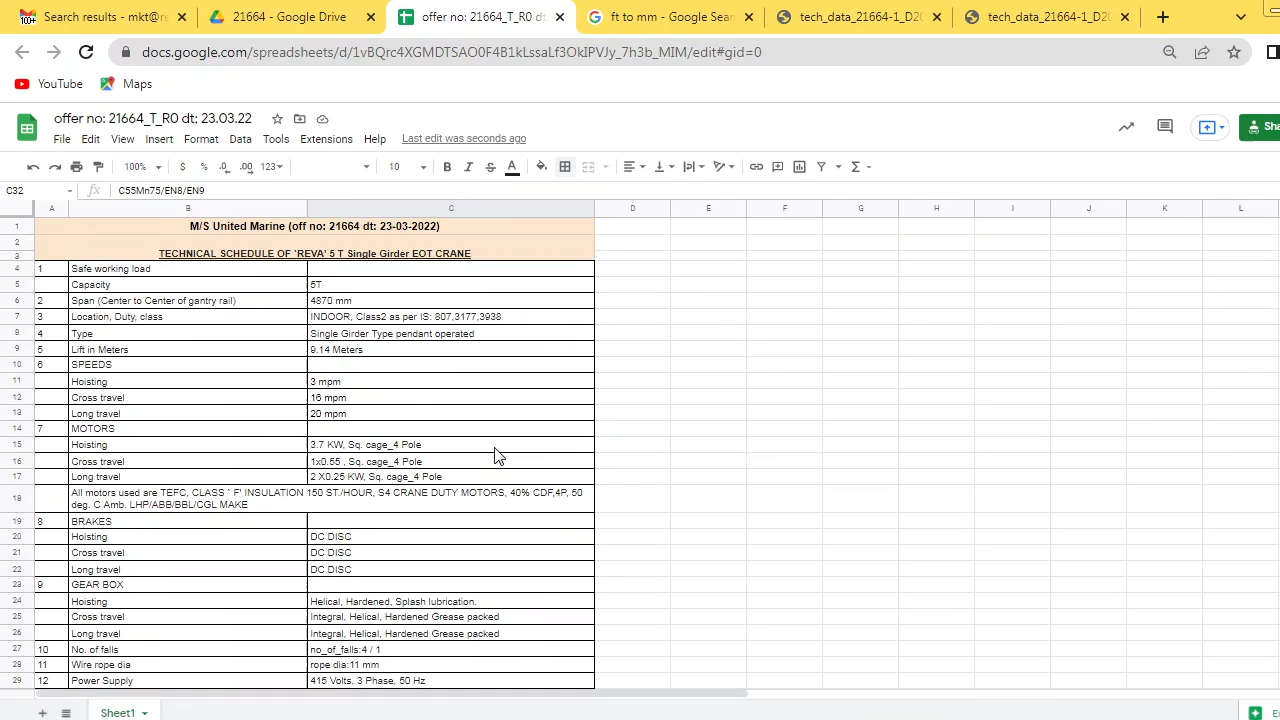 Search results - mkt@r
21664 - Google Drive
offer no: 21664_T_R0 dt
ft to mm - Google Sear
tech_data_21664-1_D20
tech_data_21664-1_D20
docs.google.com/spreadsheets/d/1vBQrc4XGMDTSAO0F4B1kLssaLf3OkIPVJy_7h3b_MIM/edit#gid=0
YouTube Maps
offer no: 21664_T_R0 dt; 23.03.22
File Edit View Insert Format Data Tools Extensions Help Last edit was seconds ago
Sha
100% $ % .0 .00 123 10 B I S A
C32 fx C55Mn75/EN8/EN9
A B C D E F G H I J K L
1 M/S United Marine (off no: 21664 dt: 23-03-2022)
2
3 TECHNICAL SCHEDULE OF `REVA' 5 T Single Girder EOT CRANE
4 1 Safe working load
5 Capacity 5T
6 2 Span (Center to Center of gantry rail) 4870 mm
7 3 Location, Duty, class INDOOR, Class2 as per IS: 807,3177,3938
8 4 Type Single Girder Type pendant operated
9 5 Lift in Meters 9.14 Meters
10 6 SPEEDS
11 Hoisting 3 mpm
12 Cross travel 16 mpm
13 Long travel 20 mpm
14 7 MOTORS
15 Hoisting 3.7 KW, Sq. cage_4 Pole
16 Cross travel 1x0.55 , Sq. cage_4 Pole
17 Long travel 2 X0.25 KW, Sq. cage_4 Pole
18 All motors used are TEFC, CLASS ` F' INSULATION 150 ST./HOUR, S4 CRANE DUTY MOTORS, 40% CDF,4P, 50
deg. C Amb. LHP/ABB/BBL/CGL MAKE
19 8 BRAKES
20 Hoisting DC DISC
21 Cross travel DC DISC
22 Long travel DC DISC
23 9 GEAR BOX
24 Hoisting Helical, Hardened, Splash lubrication.
25 Cross travel Integral, Helical, Hardened Grease packed
26 Long travel Integral, Helical, Hardened Grease packed
27 10 No. of falls no_of_falls:4 / 1
28 11 Wire rope dia rope dia:11 mm
29 12 Power Supply 415 Volts, 3 Phase, 50 Hz
Sheet1 Ex